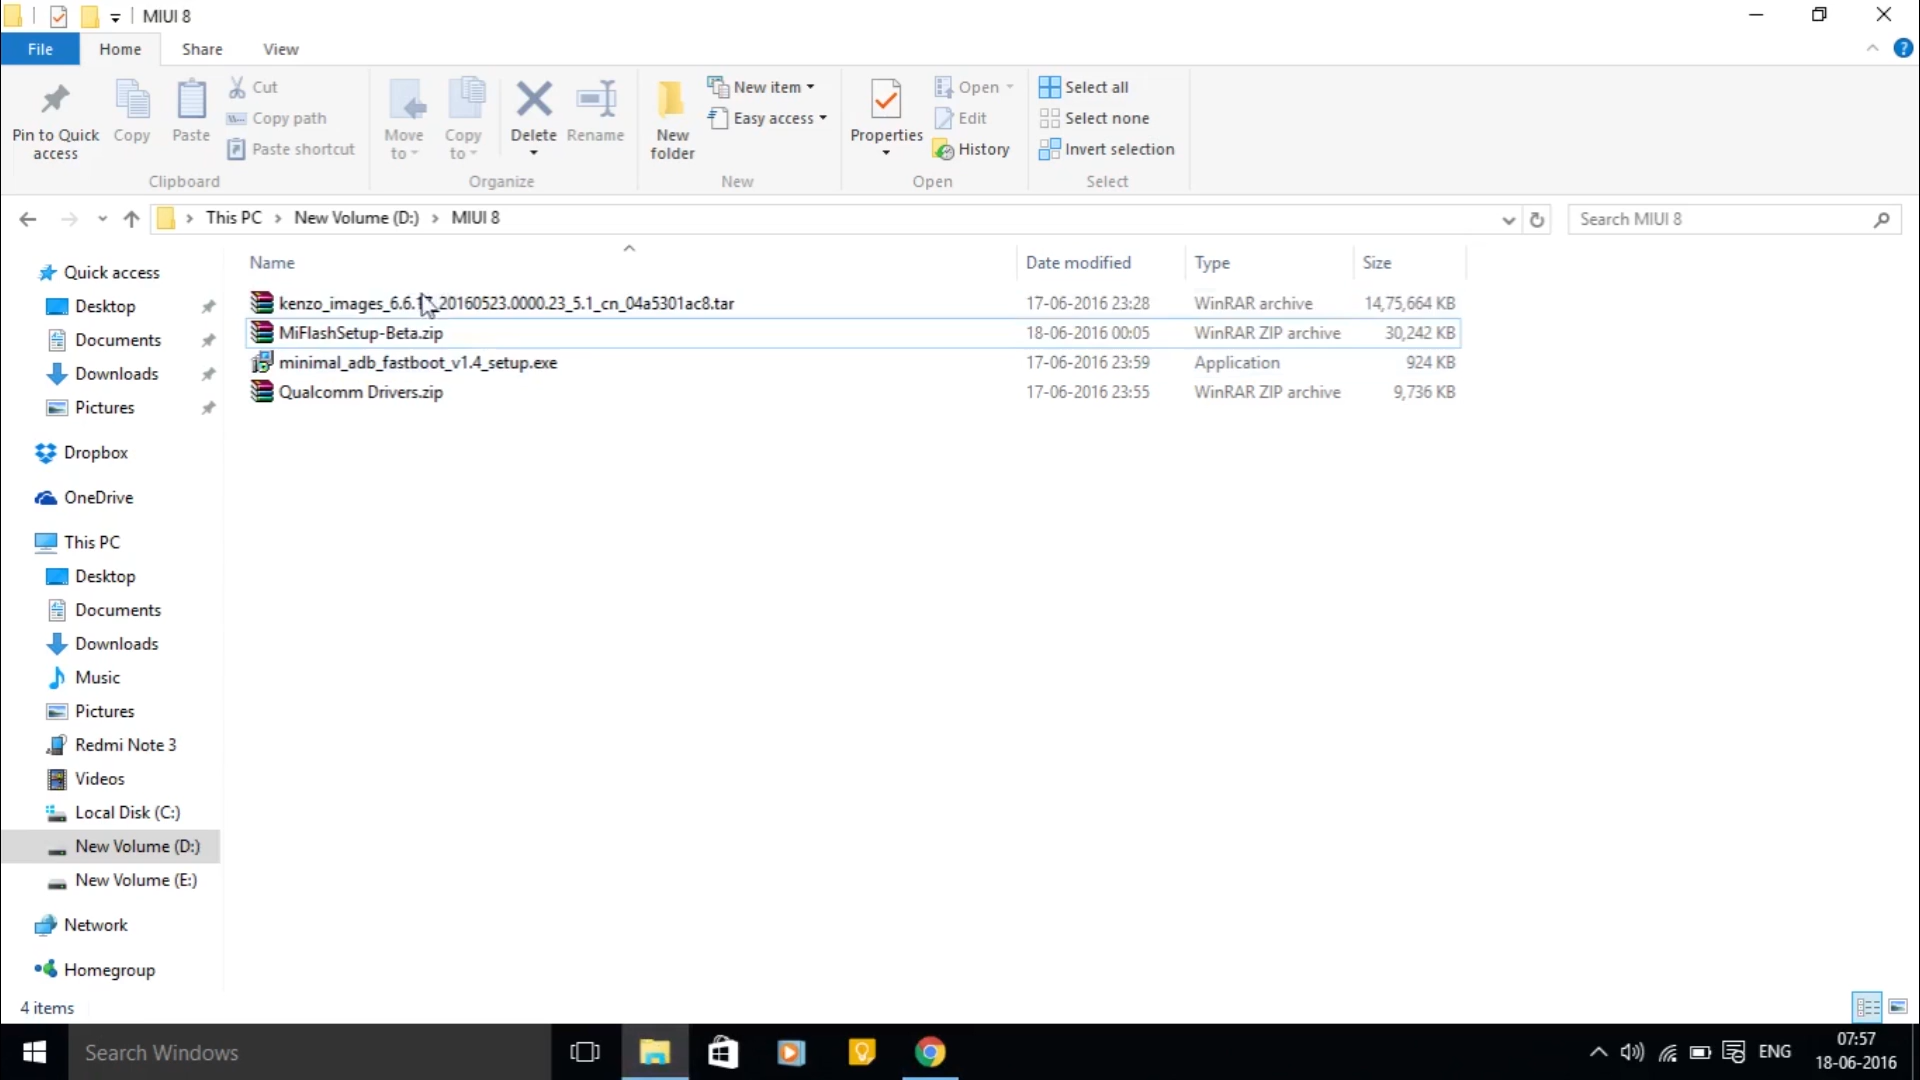 MIUI 8
File Home Share View
Pin to Quick access
Copy
Paste
Cut
Copy path
Paste shortcut
Clipboard
Move to
Copy to
Delete
Rename
Organize
New folder
New item
Easy access
New
Properties
Open
Edit
History
Open
Select all
Select none
Invert selection
Select
This PC New Volume (D:) MIUI 8
Search MIUI 8
Name Date modified Type Size
kenzo_images_6.6.17_20160523.0000.23_5.1_cn_04a5301ac8.tar 17-06-2016 23:28 WinRAR archive 14,75,664 KB
MiFlashSetup-Beta.zip 18-06-2016 00:05 WinRAR ZIP archive 30,242 KB
minimal_adb_fastboot_v1.4_setup.exe 17-06-2016 23:59 Application 924 KB
Qualcomm Drivers.zip 17-06-2016 23:55 WinRAR ZIP archive 9,736 KB
Quick access
Desktop
Documents
Downloads
Pictures
Dropbox
OneDrive
This PC
Desktop
Documents
Downloads
Music
Pictures
Redmi Note 3
Videos
Local Disk (C:)
New Volume (D:)
New Volume (E:)
Network
Homegroup
4 items
Search Windows
ENG
07:57
18-06-2016